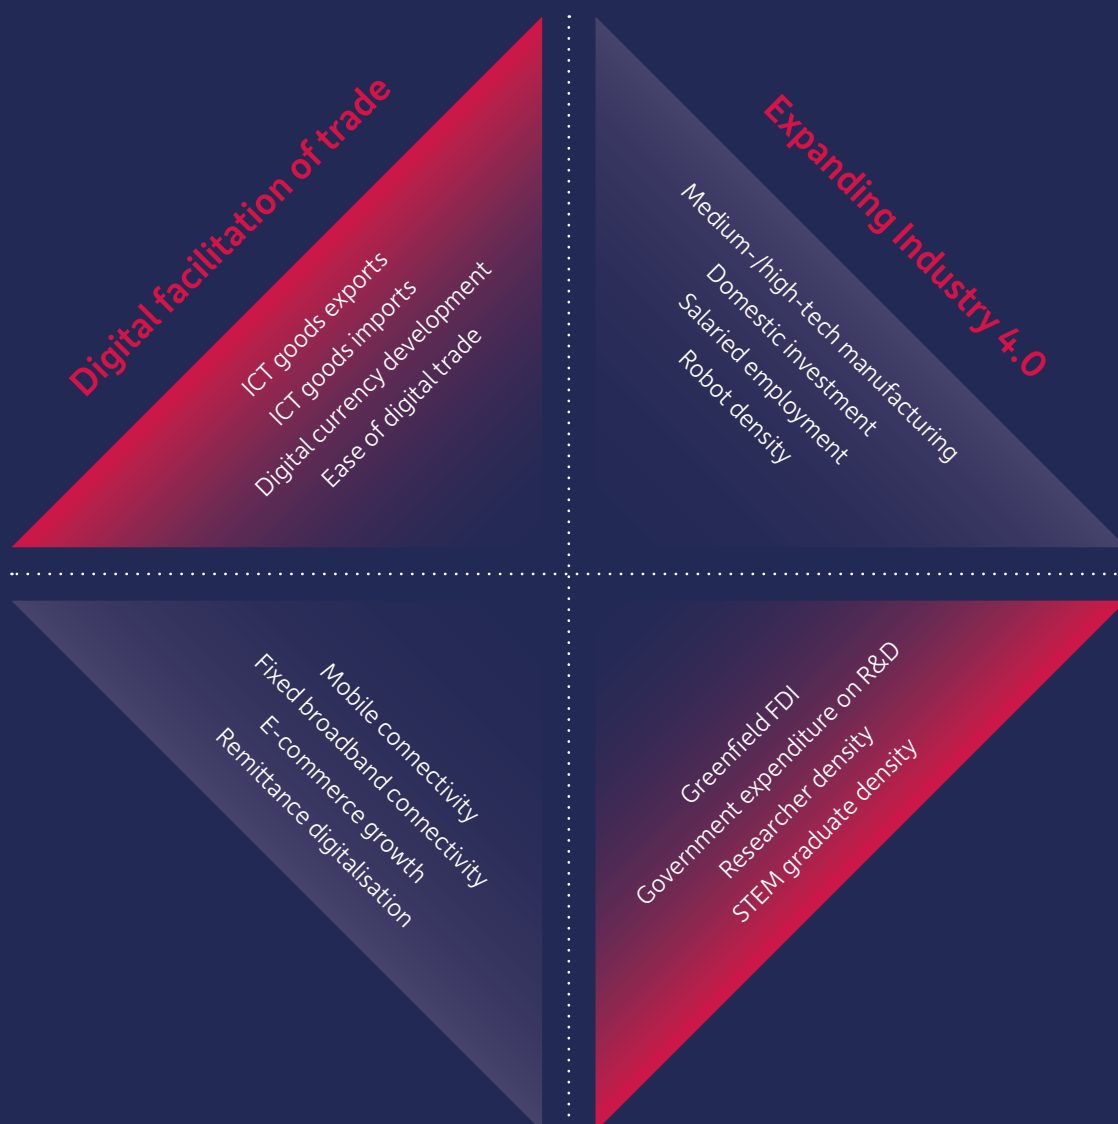 Digital facilitation of trade
ICT goods exports
ICT goods imports
Digital currency development
Ease of digital trade
Expanding Industry 4.0
Medium-/high-tech manufacturing
Domestic investment
Salaried employment
Robot density
Mobile connectivity
Fixed broadband connectivity
E-commerce growth
Remittance digitalisation
Greenfield FDI
Government expenditure on R&D
Researcher density
STEM graduate density